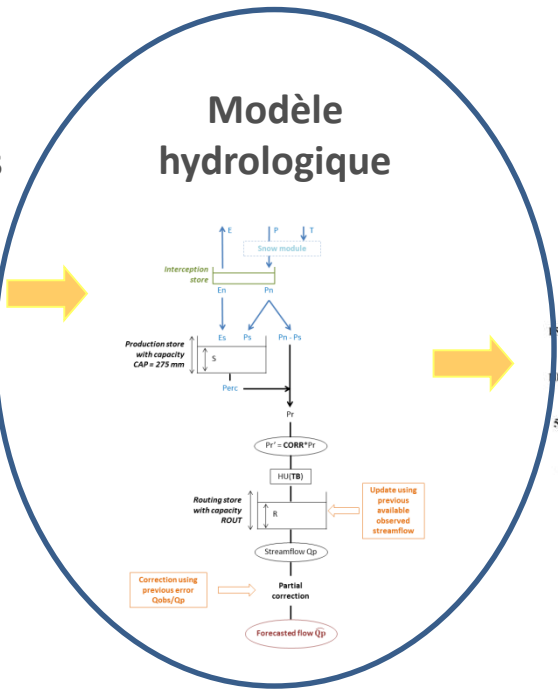 Modèle
hydrologique
E
P
T
Snow module
Interception
store
En
Pn
Es
Ps
Pn - Ps
Production store
with capacity
CAP = 275 mm
S
Perc
Pr
Pr' = CORR*Pr
HU(TB)
Routing store
with capacity
ROUT
R
Update using
previous
available
observed
streamflow
Streamflow Qp
Correction using
previous error
Qobs/Qp
Partial
correction
Forecasted flow Q̂p